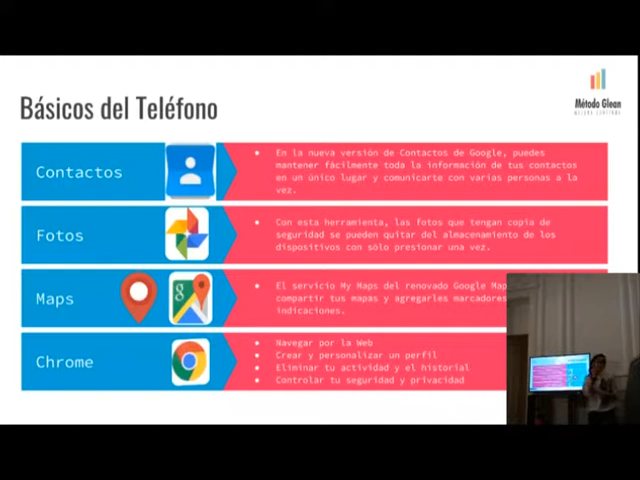 Método Glean
MEJORA CONTINUA
Básicos del Teléfono
Contactos
• En la nueva versión de Contactos de Google, puedes
mantener fácilmente toda la información de tus contactos
en un único lugar y comunicarte con varias personas a la
vez.
Fotos
• Con esta herramienta, las fotos que tengan copia de
seguridad se pueden quitar del almacenamiento de los
dispositivos con sólo presionar una vez.
Maps
g
• El servicio My Maps del renovado Google Map
compartir tus mapas y agregarles marcadores
indicaciones.
Chrome
• Navegar por la Web
• Crear y personalizar un perfil
• Eliminar tu actividad y el historial
• Controlar tu seguridad y privacidad